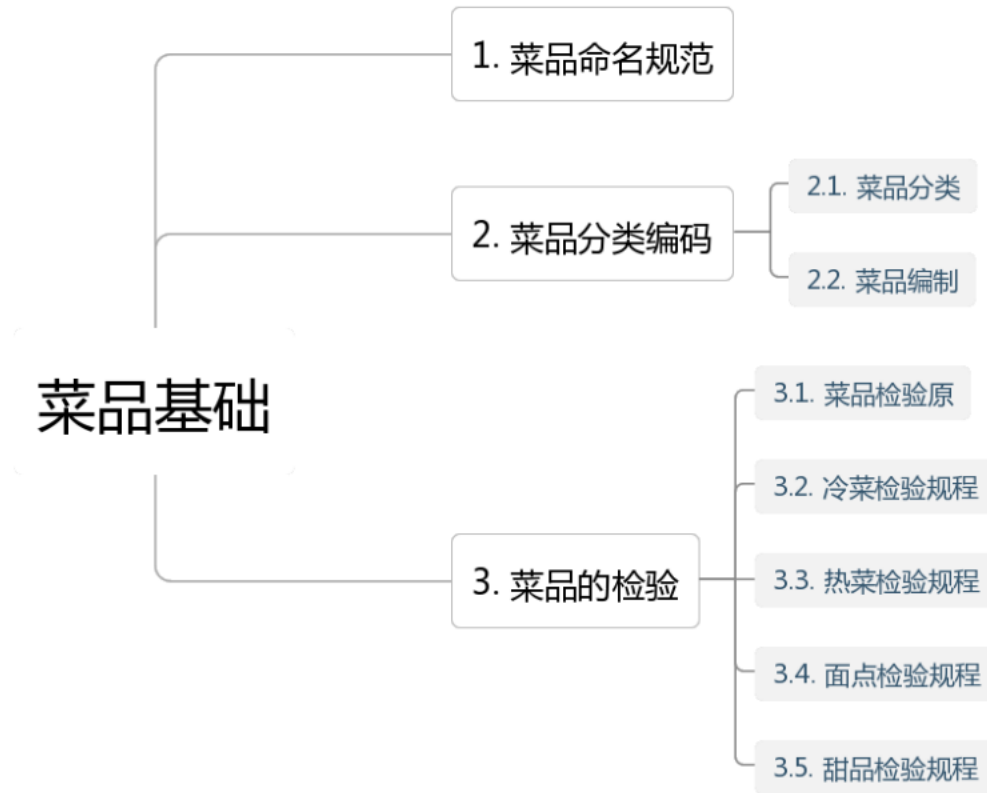 菜品基础
1. 菜品命名规范
2. 菜品分类编码
2.1. 菜品分类
2.2. 菜品编制
3. 菜品的检验
3.1. 菜品检验原
3.2. 冷菜检验规程
3.3. 热菜检验规程
3.4. 面点检验规程
3.5. 甜品检验规程